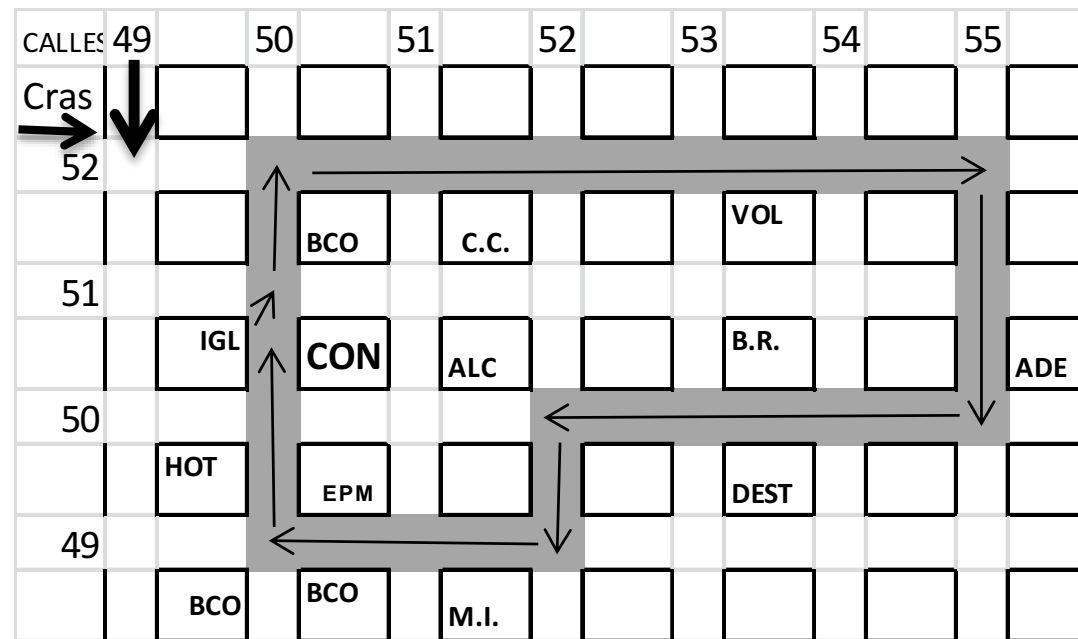 CALLES 49 50 51 52 53 54 55
Cras
52
VOL
BCO C.C.
51
IGL CON ALC B.R. ADE
50
HOT
EPM DEST
49
BCO BCO M.I.